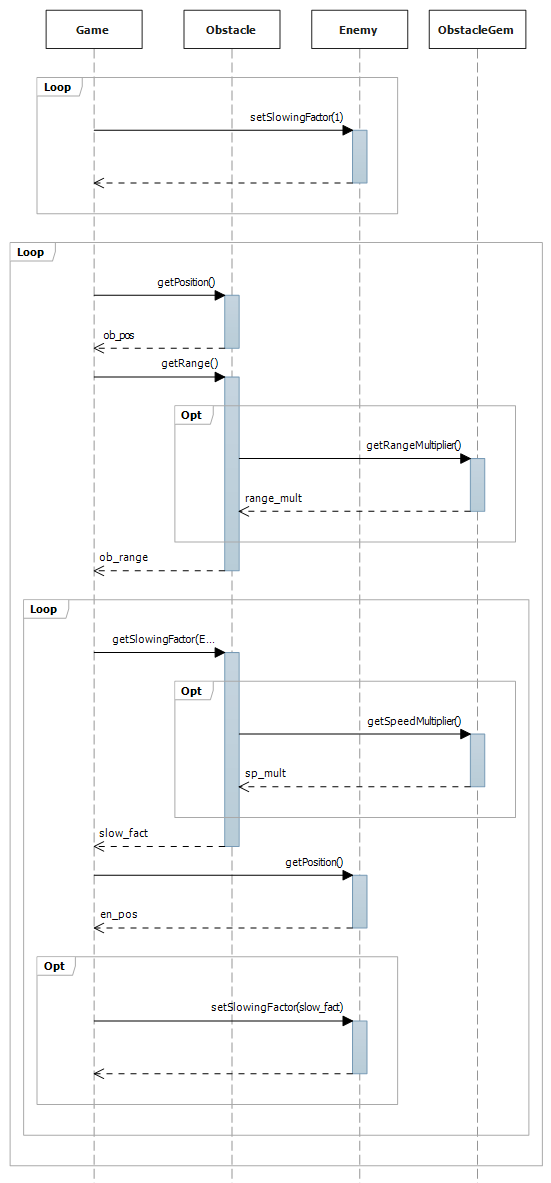 Game Obstacle Enemy ObstacleGem
Loop
setSlowingFactor(1)
Loop
getPosition()
ob_pos
getRange()
Opt
getRangeMultiplier()
range_mult
ob_range
Loop
getSlowingFactor(E...
Opt
getSpeedMultiplier()
sp_mult
slow_fact
getPosition()
en_pos
Opt
setSlowingFactor(slow_fact)